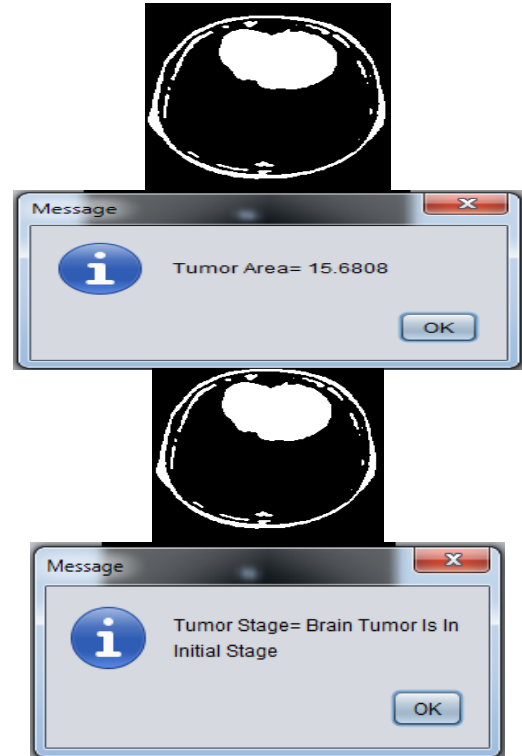 Message
Tumor Area= 15.6808
OK
Message
Tumor Stage= Brain Tumor Is In
Initial Stage
OK